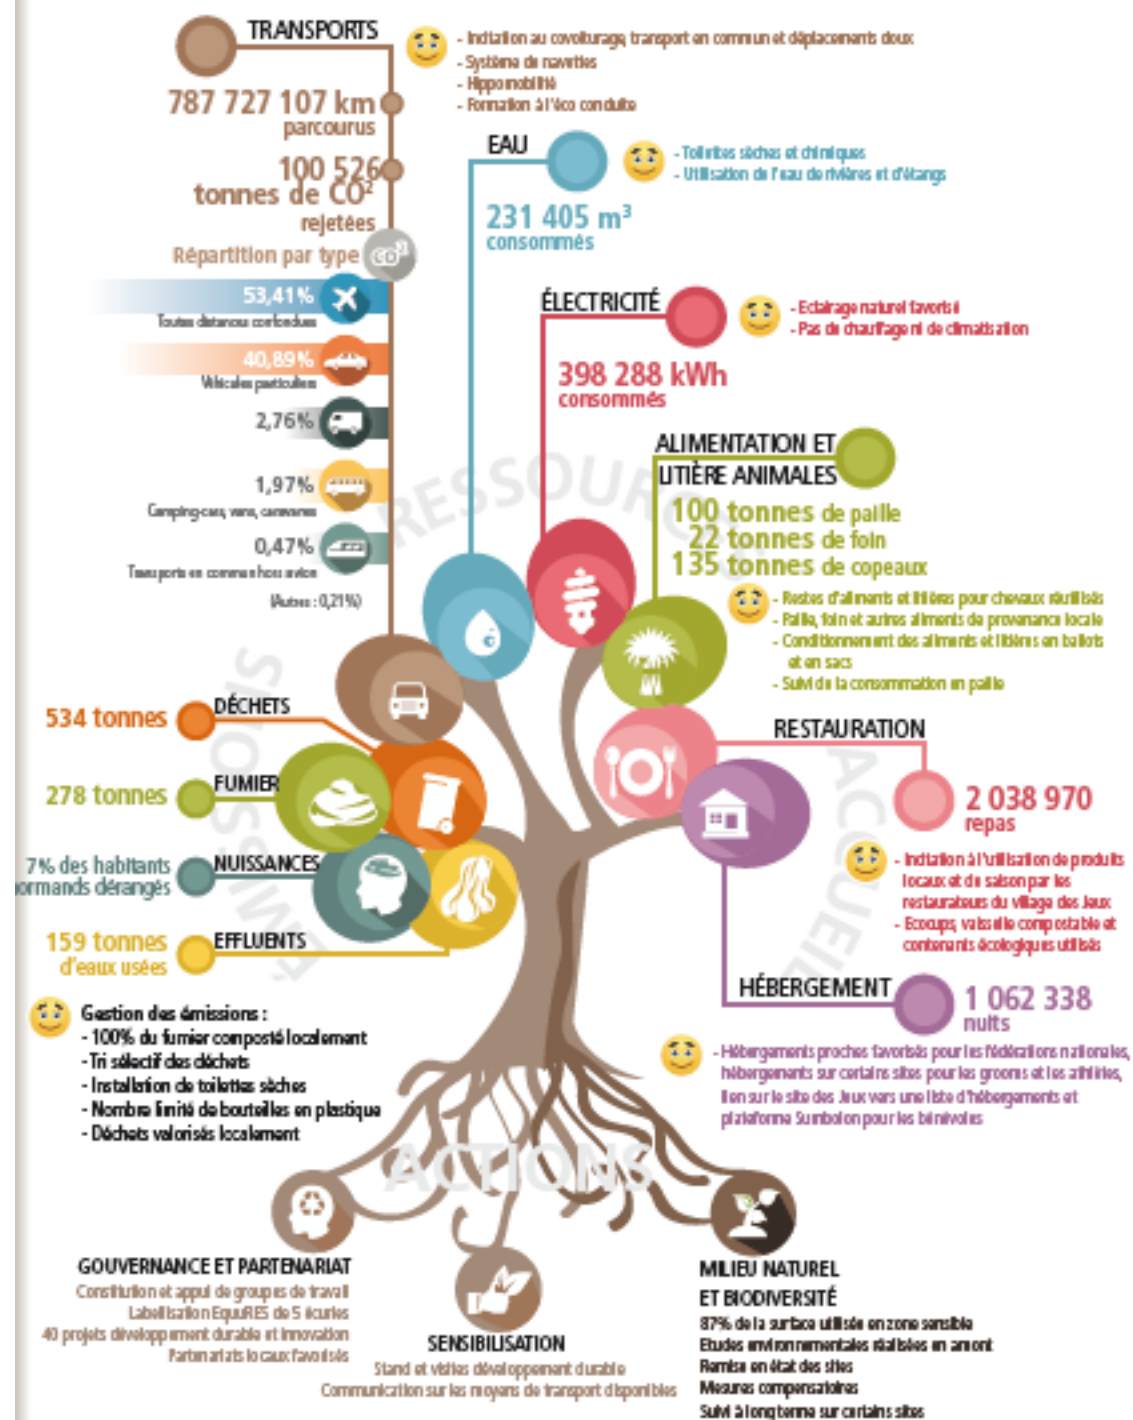 TRANSPORTS
- Incitation au covoiturage, transport en commun et déplacements doux
- Système de navettes
- Hippomobilité
- Formation à l'éco conduite
787 727 107 km
parcourus
100 526
tonnes de CO²
rejetées
Répartition par type
CO²
53,41%
Toutes distances confondues
40,89%
Véhicules particuliers
2,76%
1,97%
Camping-cars, vans, caravanes
0,47%
Transports en commun hors avion
(Autres : 0,21%)
EAU
- Toilettes sèches et chimiques
- Utilisation de l'eau de rivières et d'étangs
231 405 m³
consommés
ÉLECTRICITÉ
- Eclairage naturel favorisé
- Pas de chauffage ni de climatisation
398 288 kWh
consommés
ALIMENTATION ET
LITIÈRE ANIMALES
100 tonnes de paille
22 tonnes de foin
135 tonnes de copeaux
- Restes d'aliments et litières pour chevaux réutilisés
- Paille, foin et autres aliments de provenance locale
- Conditionnement des aliments et litières en ballots
et en sacs
- Suivi de la consommation en paille
RESSOURCES
ÉMISSIONS
ACCUEIL
DÉCHETS
534 tonnes
FUMIER
278 tonnes
NUISSANCES
7% des habitants
ormands dérangés
EFFLUENTS
159 tonnes
d'eaux usées
RESTAURATION
2 038 970
repas
- Incitation à l'utilisation de produits
locaux et de saison par les
restaurateurs du village des Jeux
- Ecocups, vaisselle compostable et
contenants écologiques utilisés
HÉBERGEMENT
1 062 338
nuits
- Hébergements proches favorisés pour les fédérations nationales,
hébergements sur certains sites pour les grooms et les athlètes,
lien sur le site des Jeux vers une liste d'hébergements et
plateforme Sumbolon pour les bénévoles
Gestion des émissions :
- 100% du fumier composté localement
- Tri sélectif des déchets
- Installation de toilettes sèches
- Nombre limité de bouteilles en plastique
- Déchets valorisés localement
ACTIONS
GOUVERNANCE ET PARTENARIAT
Constitution et appui de groupes de travail
Labellisation EquuRES de 5 écuries
40 projets développement durable et innovation
Partenariats locaux favorisés
SENSIBILISATION
Stand et visites développement durable
Communication sur les moyens de transport disponibles
MILIEU NATUREL
ET BIODIVERSITÉ
87% de la surface utilisée en zone sensible
Etudes environnementales réalisées en amont
Remise en état des sites
Mesures compensatoires
Suivi à long terme sur certains sites